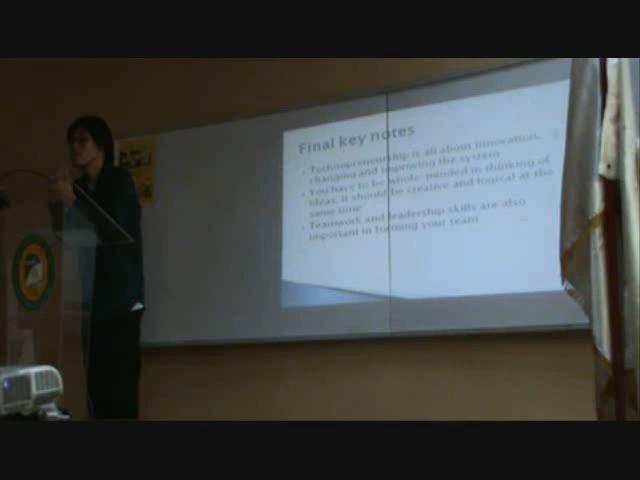 Final key notes
Technopreneurship is all about innovation,
changing and improving the system
You have to be whole-minded in thinking of
ideas, it should be creative and logical at the
same time
Teamwork and leadership skills are also
important in forming your team